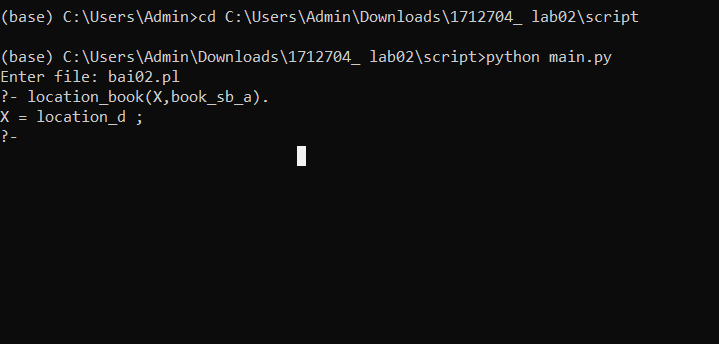 (base) C:\Users\Admin>cd C:\Users\Admin\Downloads\1712704_ lab02\script
(base) C:\Users\Admin\Downloads\1712704_ lab02\script>python main.py
Enter file: bai02.pl
?- location_book(X,book_sb_a).
X = location_d ;
?-